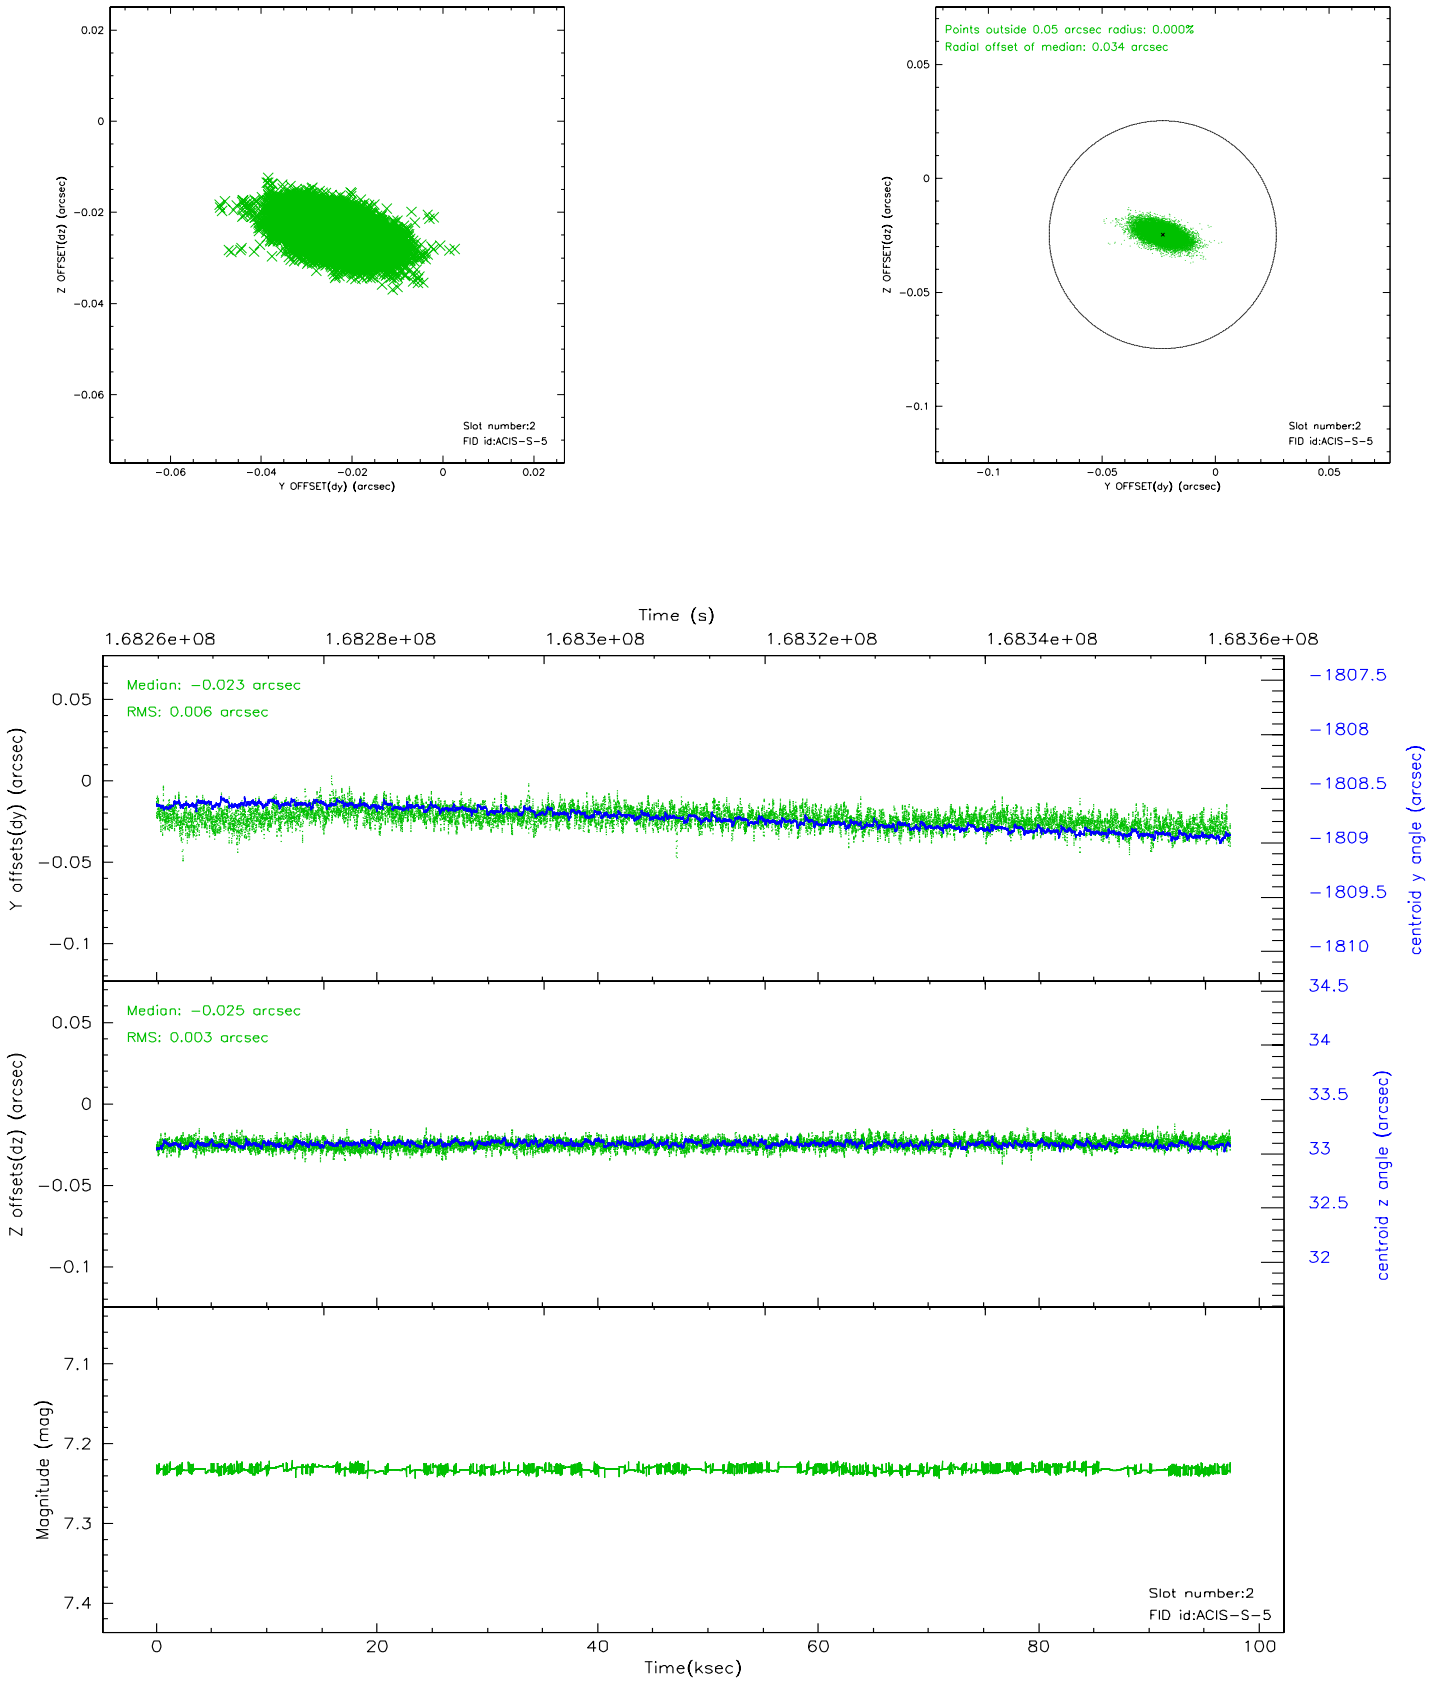 0.02
0
-0.02
-0.04
-0.06
Z OFFSET(dz) (arcsec)
Slot number:2
FID id:ACIS-S-5
-0.06
-0.04
-0.02
0
0.02
Y OFFSET(dy) (arcsec)
Points outside 0.05 arcsec radius: 0.000%
Radial offset of median: 0.034 arcsec
0.05
0
-0.05
-0.1
Z OFFSET(dz) (arcsec)
Slot number:2
FID id:ACIS-S-5
-0.1
-0.05
0
0.05
Y OFFSET(dy) (arcsec)
Time (s)
1.6826e+08
1.6828e+08
1.683e+08
1.6832e+08
1.6834e+08
1.6836e+08
Median: -0.023 arcsec
RMS: 0.006 arcsec
0.05
0
-0.05
-0.1
Y offsets(dy) (arcsec)
-1807.5
-1808
-1808.5
-1809
-1809.5
-1810
centroid y angle (arcsec)
Median: -0.025 arcsec
RMS: 0.003 arcsec
0.05
0
-0.05
-0.1
Z offsets(dz) (arcsec)
34.5
34
33.5
33
32.5
32
centroid z angle (arcsec)
7.1
7.2
7.3
7.4
Magnitude (mag)
Slot number:2
FID id:ACIS-S-5
0
20
40
60
80
100
Time(ksec)